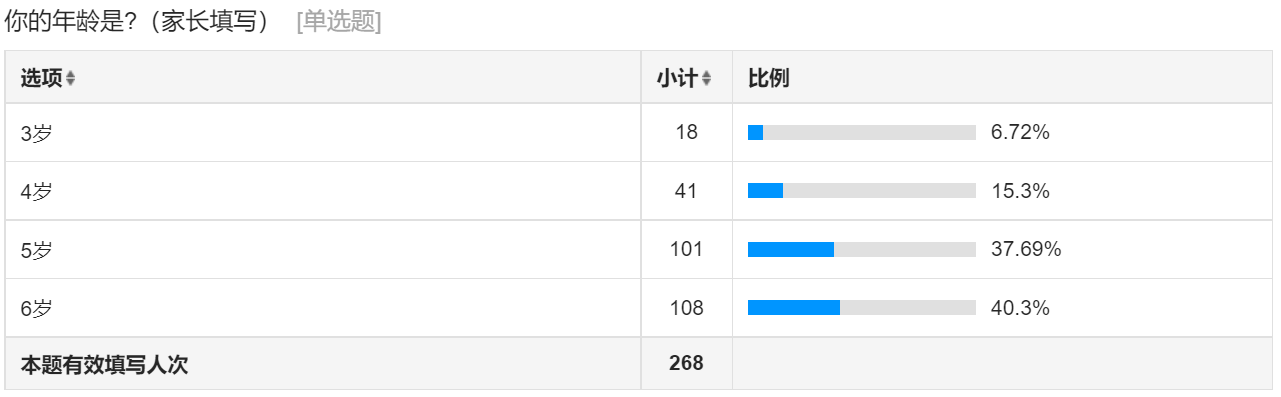 你的年龄是?（家长填写） [单选题]
选项 小计 比例
3岁 18 6.72%
4岁 41 15.3%
5岁 101 37.69%
6岁 108 40.3%
本题有效填写人次 268